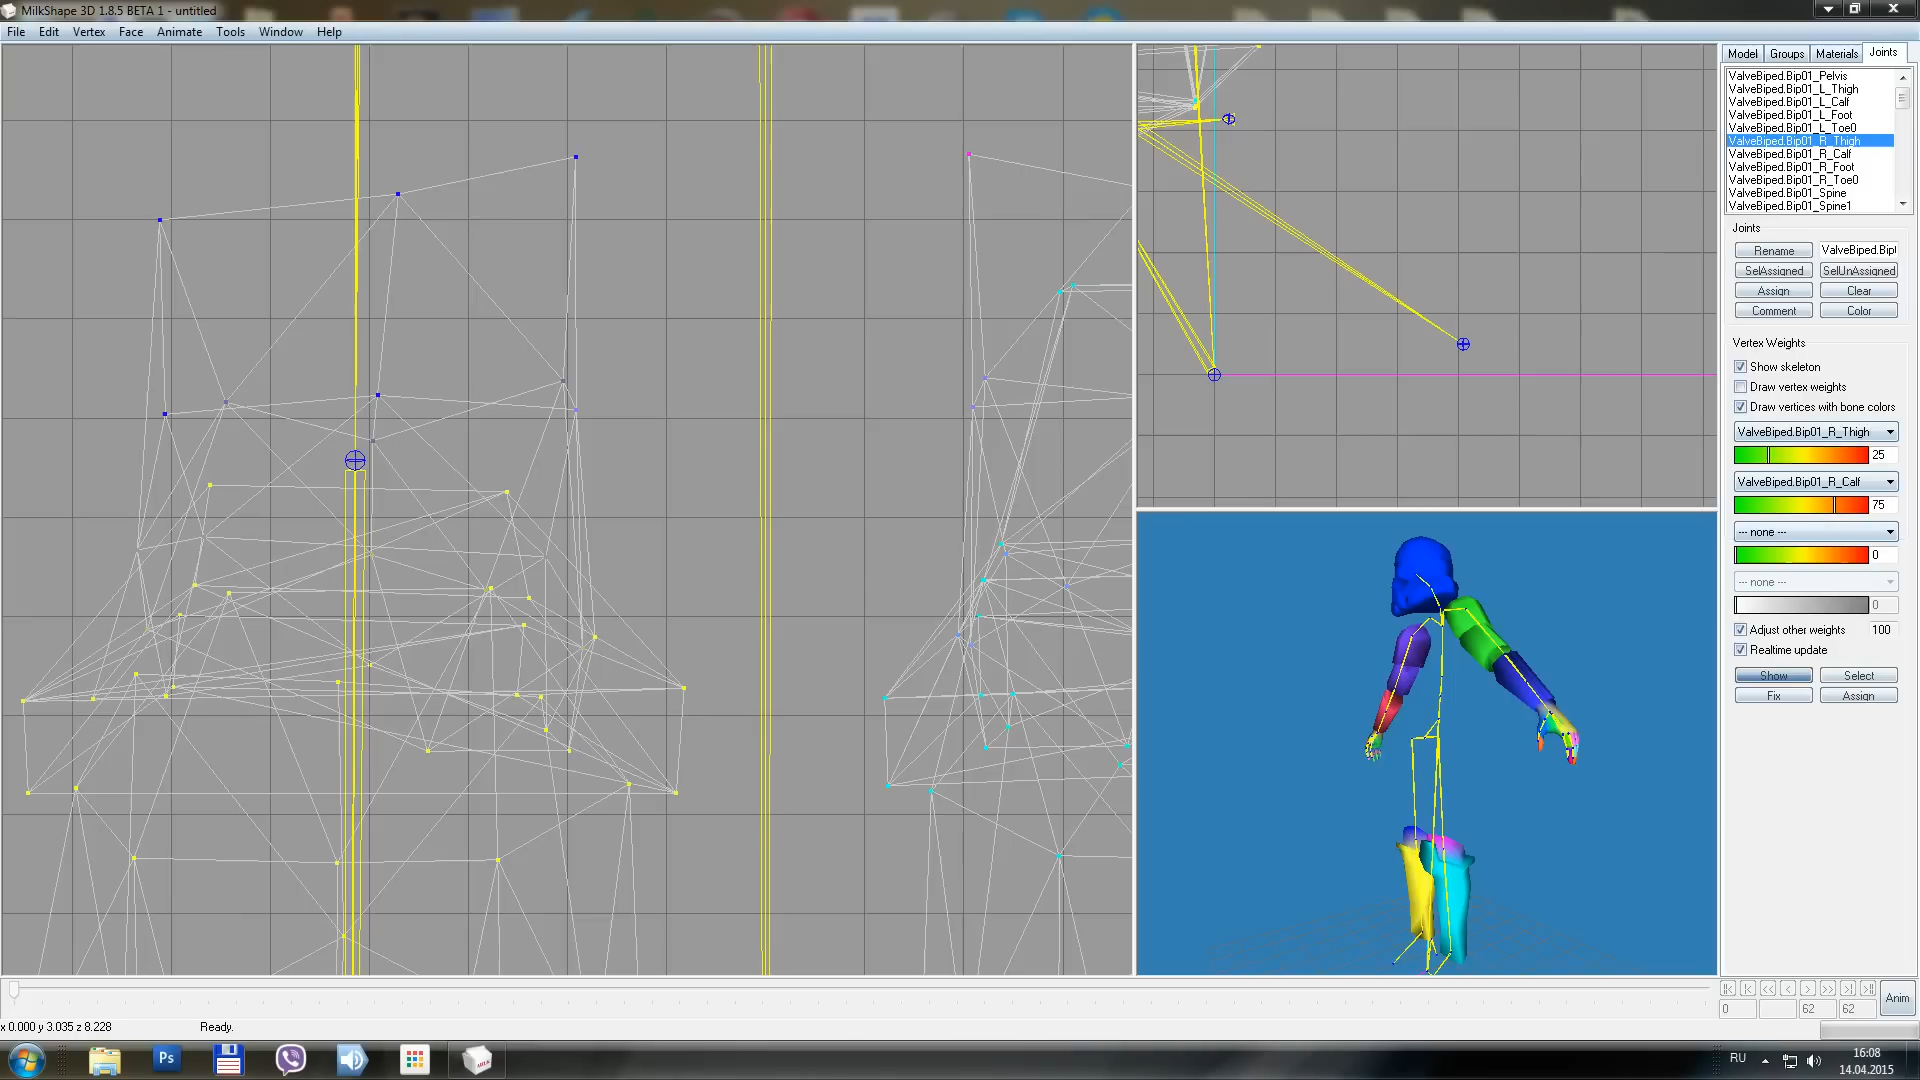 MilkShape 3D 1.8.5 BETA 1 - untitled
File Edit Vertex Face Animate Tools Window Help
Model Groups Materials Joints
ValveBiped.Bip01_Pelvis
ValveBiped.Bip01_L_Thigh
ValveBiped.Bip01_L_Calf
ValveBiped.Bip01_L_Foot
ValveBiped.Bip01_L_Toe0
ValveBiped.Bip01_R_Thigh
ValveBiped.Bip01_R_Calf
ValveBiped.Bip01_R_Foot
ValveBiped.Bip01_R_Toe0
ValveBiped.Bip01_Spine
ValveBiped.Bip01_Spine1
Joints
Rename ValveBiped.Bip
SelAssigned SelUnAssigned
Assign Clear
Comment Color
Vertex Weights
Show skeleton
Draw vertex weights
Draw vertices with bone colors
ValveBiped.Bip01_R_Thigh
25
ValveBiped.Bip01_R_Calf
75
--- none ---
0
--- none ---
0
Adjust other weights 100
Realtime update
Show Select
Fix Assign
Anim
0 62 62
x 0.000 y 3.035 z 8.228 Ready.
Ps
RU
16:08
14.04.2015